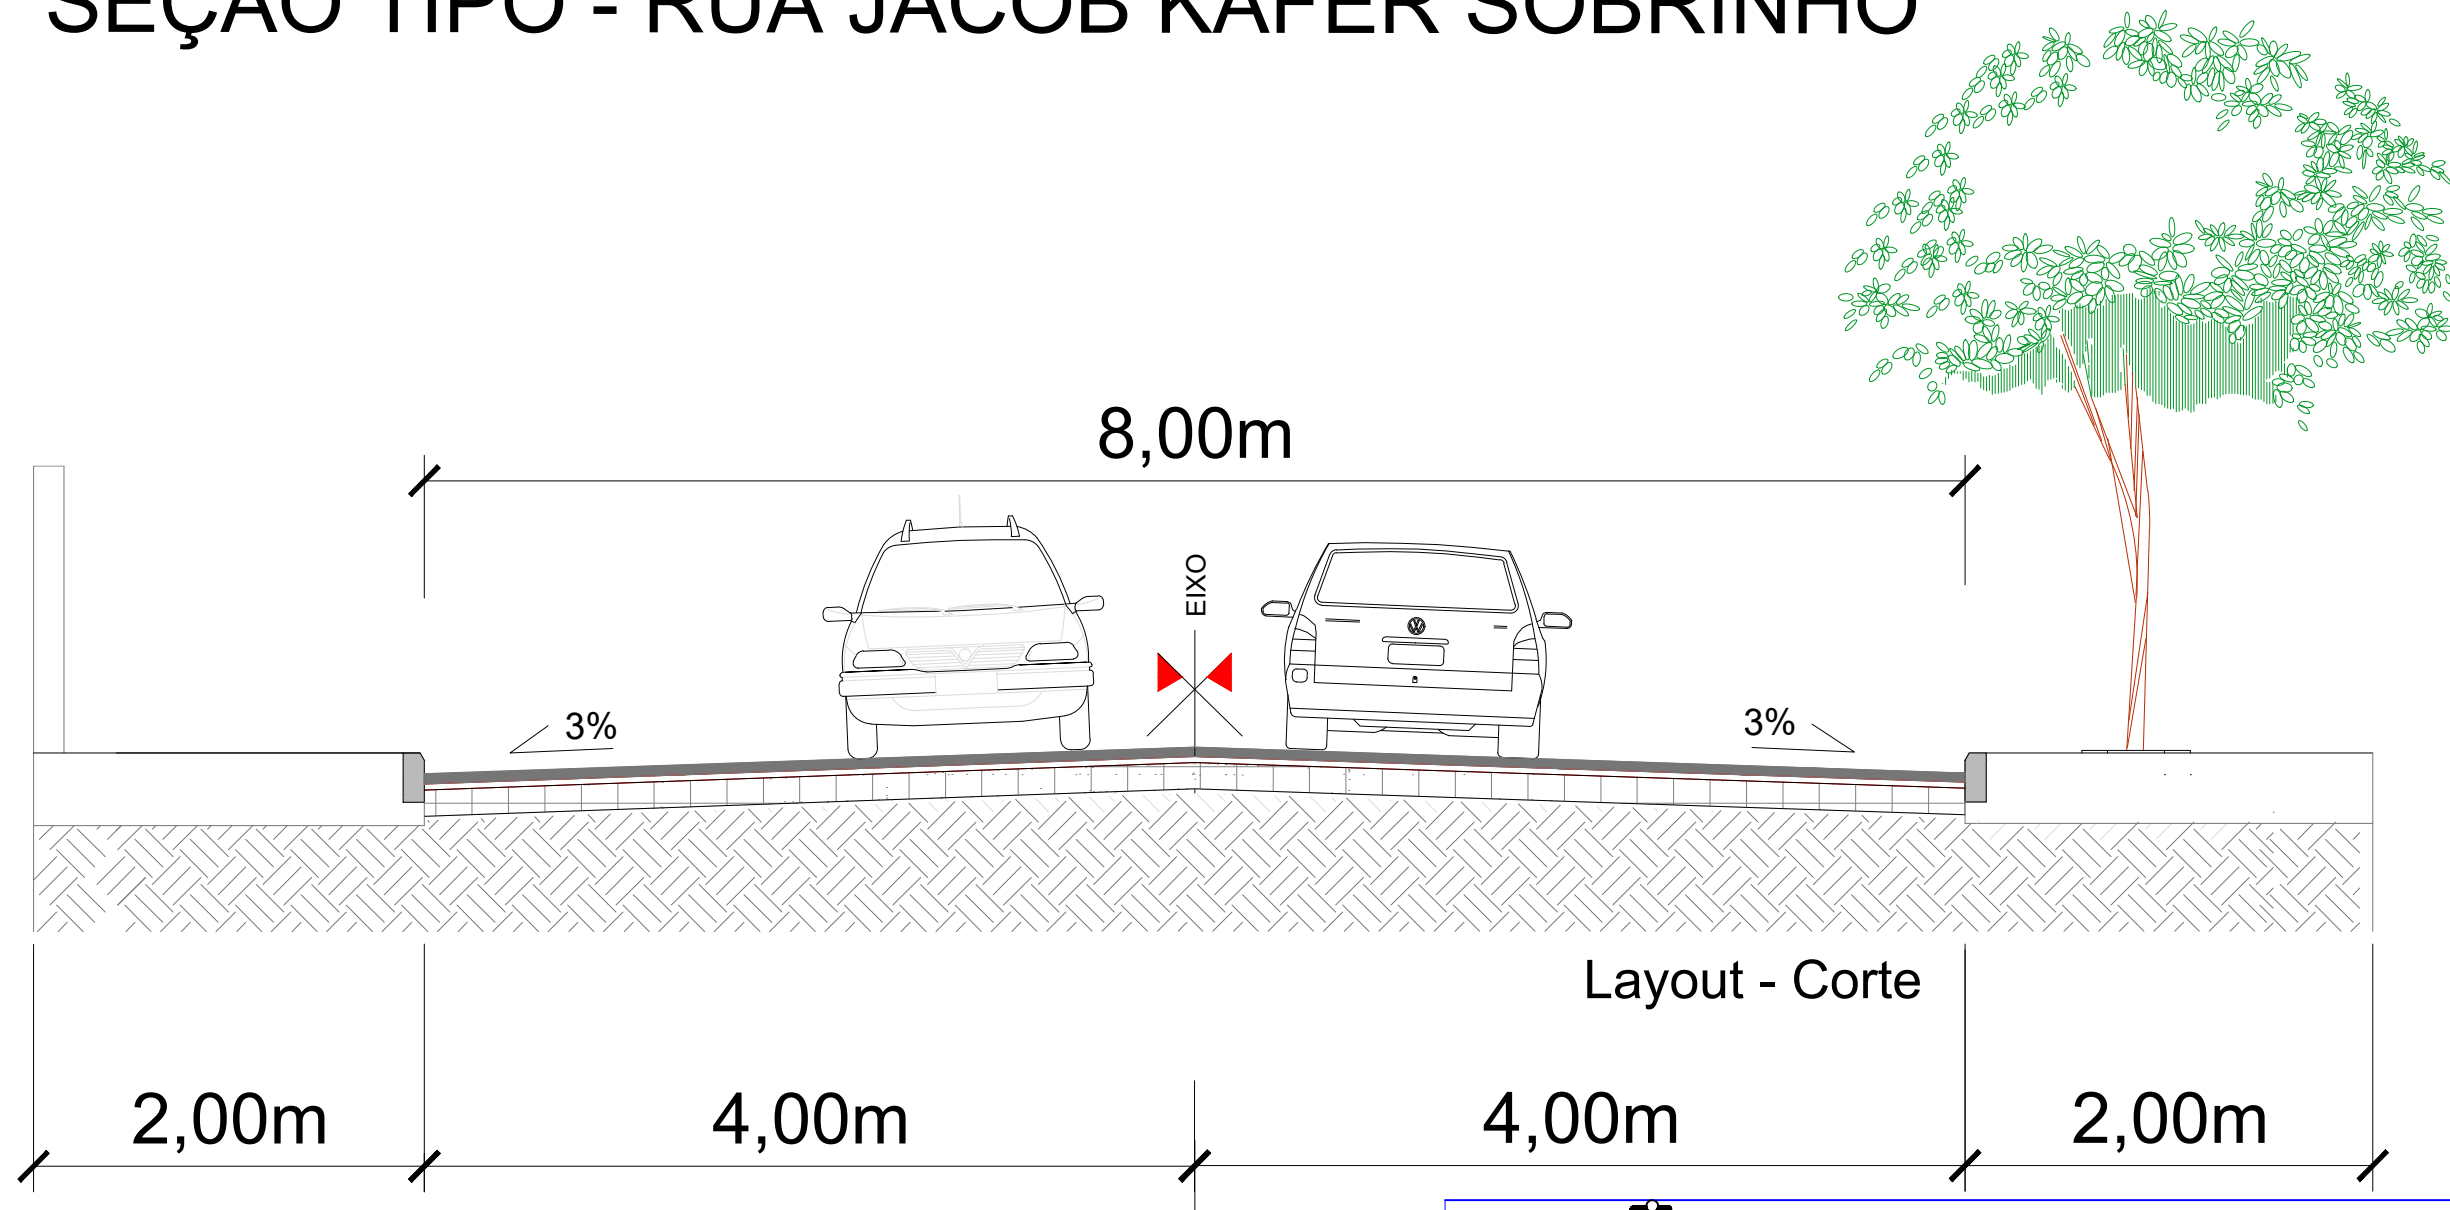 SEÇÃO TIPO - RUA JACOB KAFER SOBRINHO
8,00m
EIXO
3%
3%
Layout - Corte
2,00m
4,00m
4,00m
2,00m